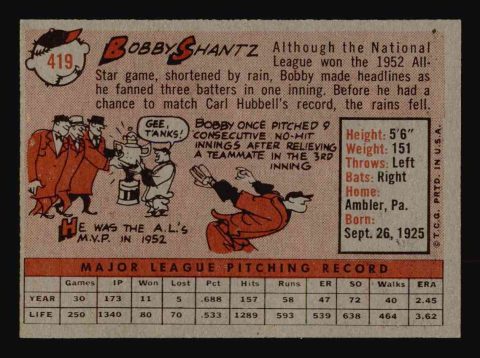 419
BOBBY SHANTZ
Although the National
League won the 1952 All-
Star game, shortened by rain, Bobby made headlines as
he fanned three batters in one inning. Before he had a
chance to match Carl Hubbell's record, the rains fell.
GEE,
TANKS!
HE WAS THE A.L.'S
M.V.P. IN 1952
BOBBY ONCE PITCHED 9
CONSECUTIVE NO-HIT
INNINGS AFTER RELIEVING
A TEAMMATE IN THE 3RD
INNING
Height: 5'6"
Weight: 151
Throws: Left
Bats: Right
Home:
Ambler, Pa.
Born:
Sept. 26, 1925
© T.C.G. PRTD. IN U.S.A.
MAJOR LEAGUE PITCHING RECORD
Games IP Won Lost Pct. Hits Runs ER SO Walks ERA
YEAR 30 173 11 5 .688 157 58 47 72 40 2.45
LIFE 250 1340 80 70 .533 1289 593 539 638 464 3.62